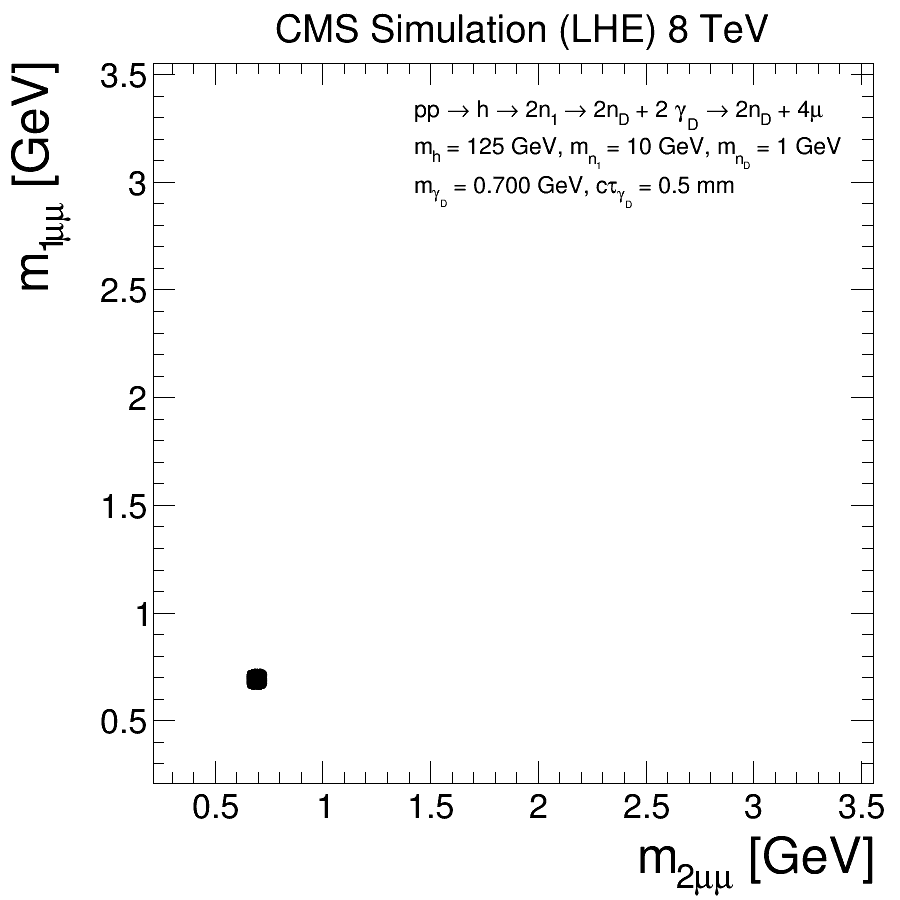 CMS Simulation (LHE) 8 TeV
m1μμ [GeV]
3.5
3
2.5
2
1.5
1
0.5
pp → h → 2n1 → 2nD + 2 γD → 2nD + 4μ
mh = 125 GeV, mn1 = 10 GeV, mnD = 1 GeV
mγD = 0.700 GeV, cτγD = 0.5 mm
0.5 1 1.5 2 2.5 3 3.5
m2μμ [GeV]